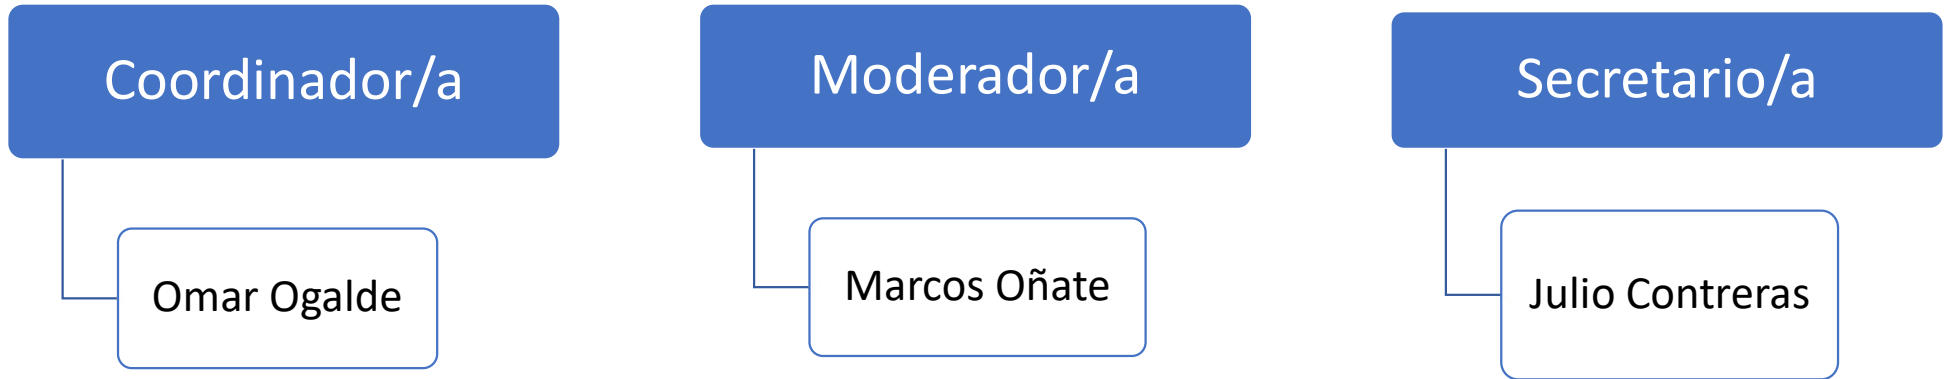 Coordinador/a
Omar Ogalde
Moderador/a
Marcos Oñate
Secretario/a
Julio Contreras